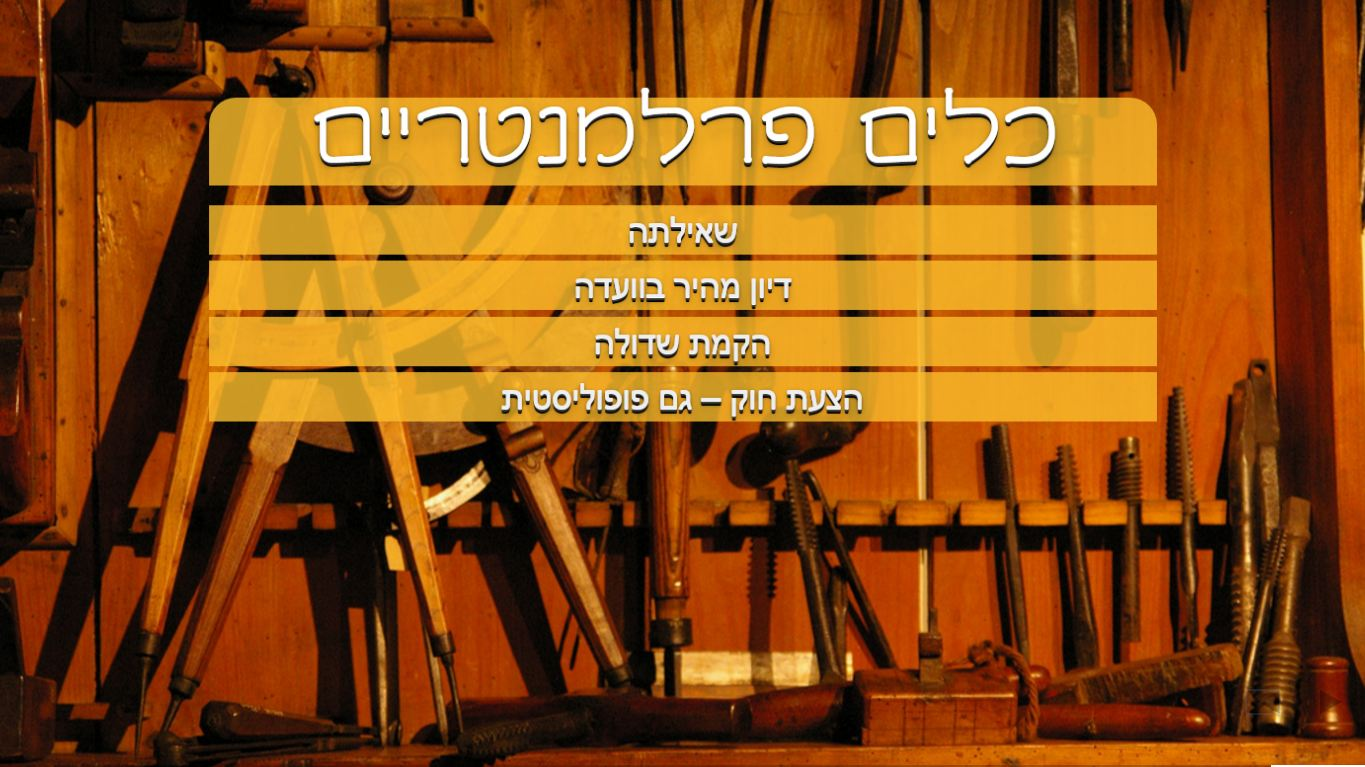 כלים פרלמנטריים
שאילתה
דיון מהיר בוועדה
הקמת שדולה
הצעת חוק – גם פופוליסטית